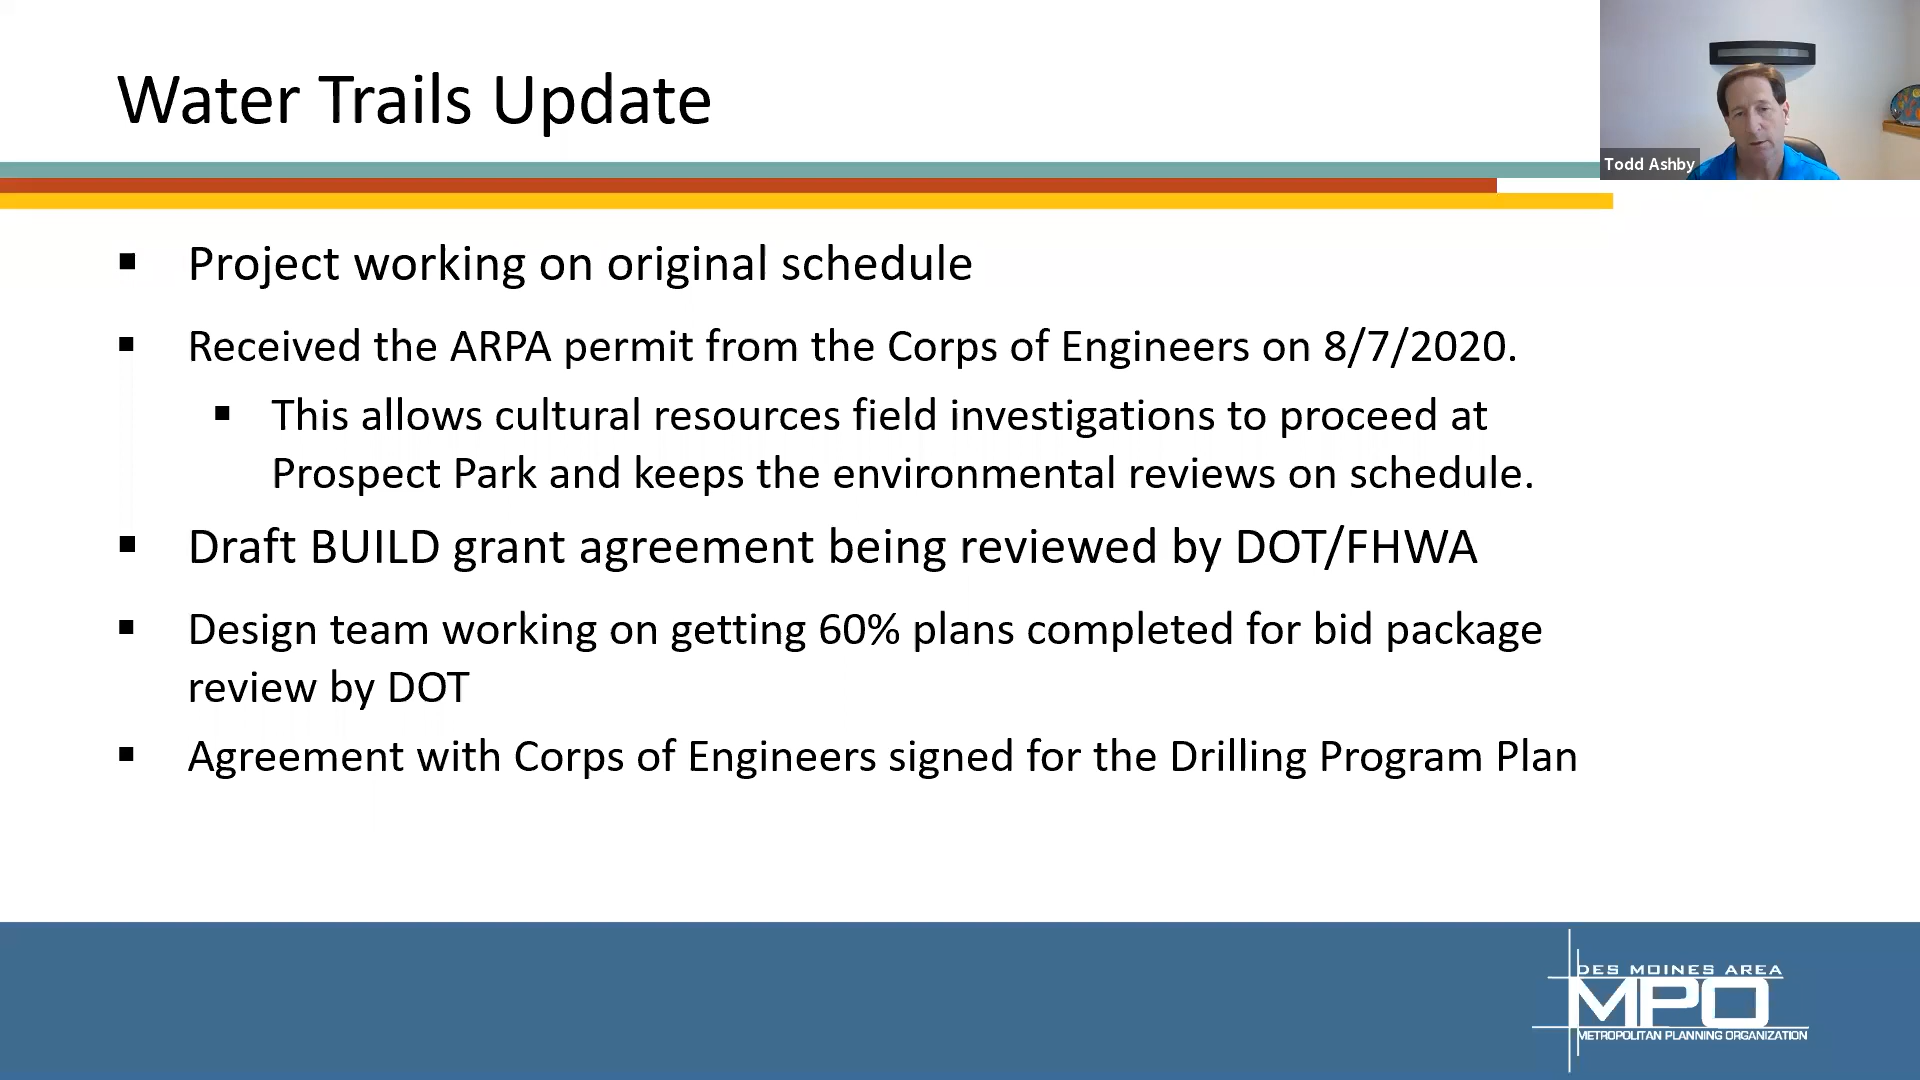 Water Trails Update
Todd Ashby
▪ Project working on original schedule
▪ Received the ARPA permit from the Corps of Engineers on 8/7/2020.
▪ This allows cultural resources field investigations to proceed at
Prospect Park and keeps the environmental reviews on schedule.
▪ Draft BUILD grant agreement being reviewed by DOT/FHWA
▪ Design team working on getting 60% plans completed for bid package
review by DOT
▪ Agreement with Corps of Engineers signed for the Drilling Program Plan
DES MOINES AREA
MPO
METROPOLITAN PLANNING ORGANIZATION